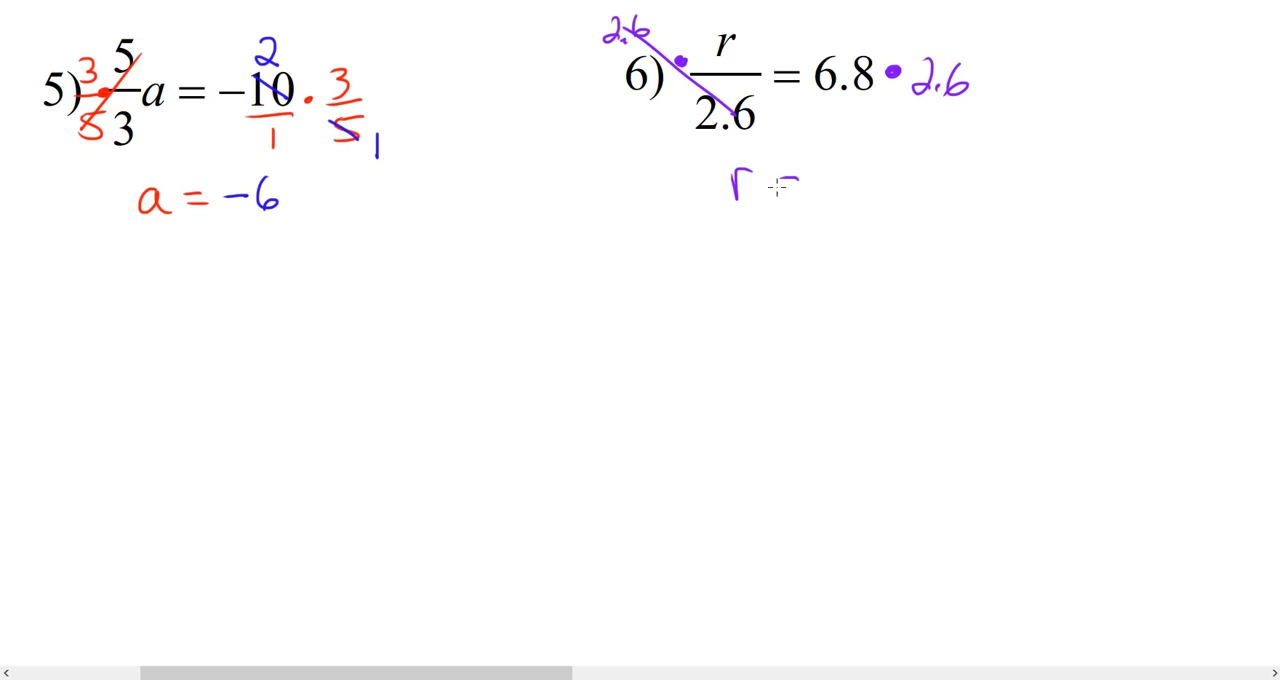 5) 3/5 • 5/3 a = -10/1 • 3/5
2
1
a = -6
2.6
6) • r/2.6 = 6.8 • 2.6
r =